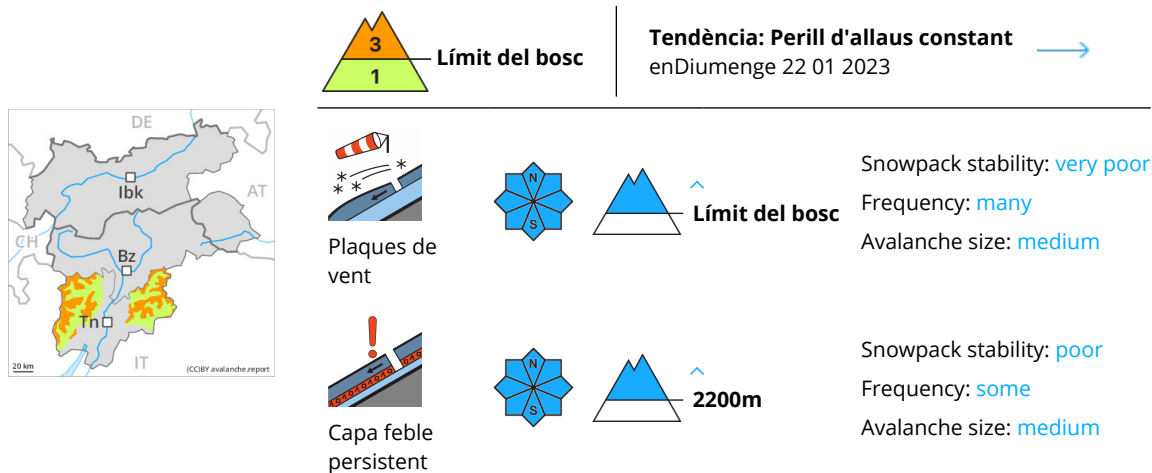 3
1
Límit del bosc
Tendència: Perill d'allaus constant
enDiumenge 22 01 2023
DE
Ibk
AT
CH
Bz
Tn
IT
20 km
(CC)BY avalanche.report
N
S
Límit del bosc
Plaques de
vent
Snowpack stability: very poor
Frequency: many
Avalanche size: medium
N
S
2200m
Capa feble
persistent
Snowpack stability: poor
Frequency: some
Avalanche size: medium